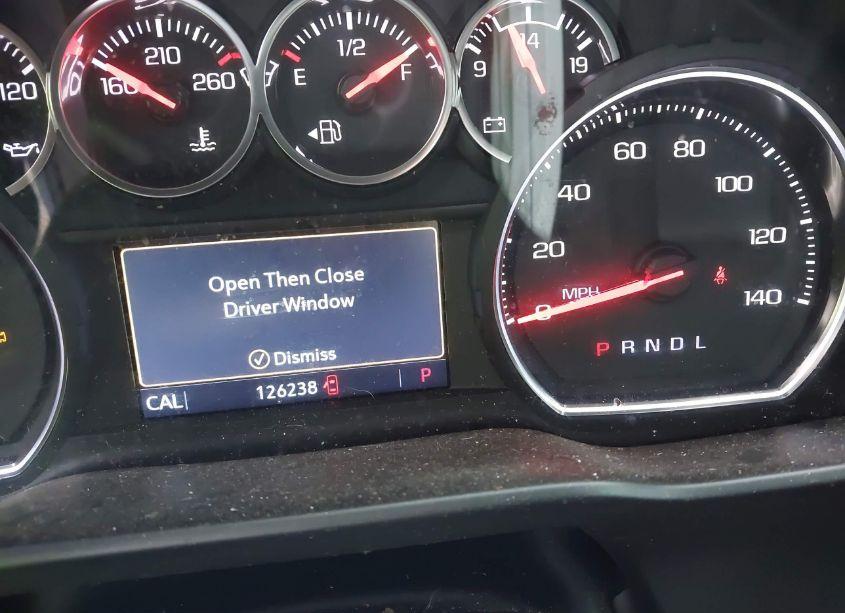 120
210
160 260
1/2
E F
14
9 19
60 80
40 100
20 120
MPH
0 140
P R N D L
Open Then Close
Driver Window
Dismiss
CAL 126238 P